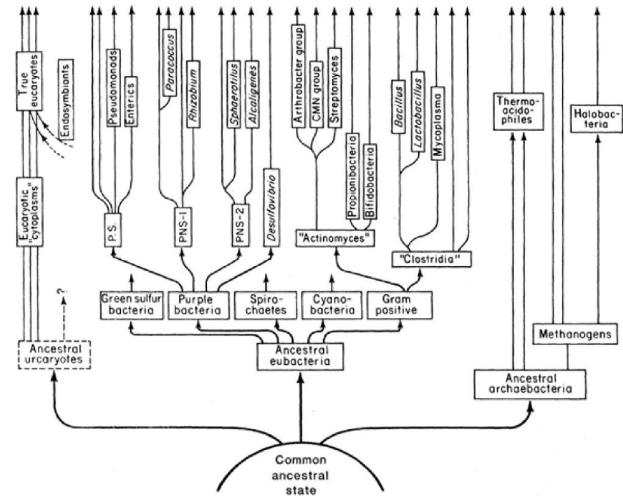 True
eucaryotes
Endosymbionts
Pseudomonads
Enterics
Paracoccus
Rhizobium
Sphaerotilus
Alcaligenes
Desulfovibrio
Arthrobacter group
CMN group
Streptomyces
Propionibacteria
Bifidobacteria
Bacillus
Lactobacillus
Mycoplasma
Thermo-
acido-
philes
Halobac-
teria
Eucaryotic
"cytoplasms"
P.S.
PNS-1
PNS-2
"Actinomyces"
"Clostridia"
?
Green sulfur
bacteria
Purple
bacteria
Spiro-
chaetes
Cyano-
bacteria
Gram
positive
Methanogens
Ancestral
urcaryotes
Ancestral
eubacteria
Ancestral
archaebacteria
Common
ancestral
state